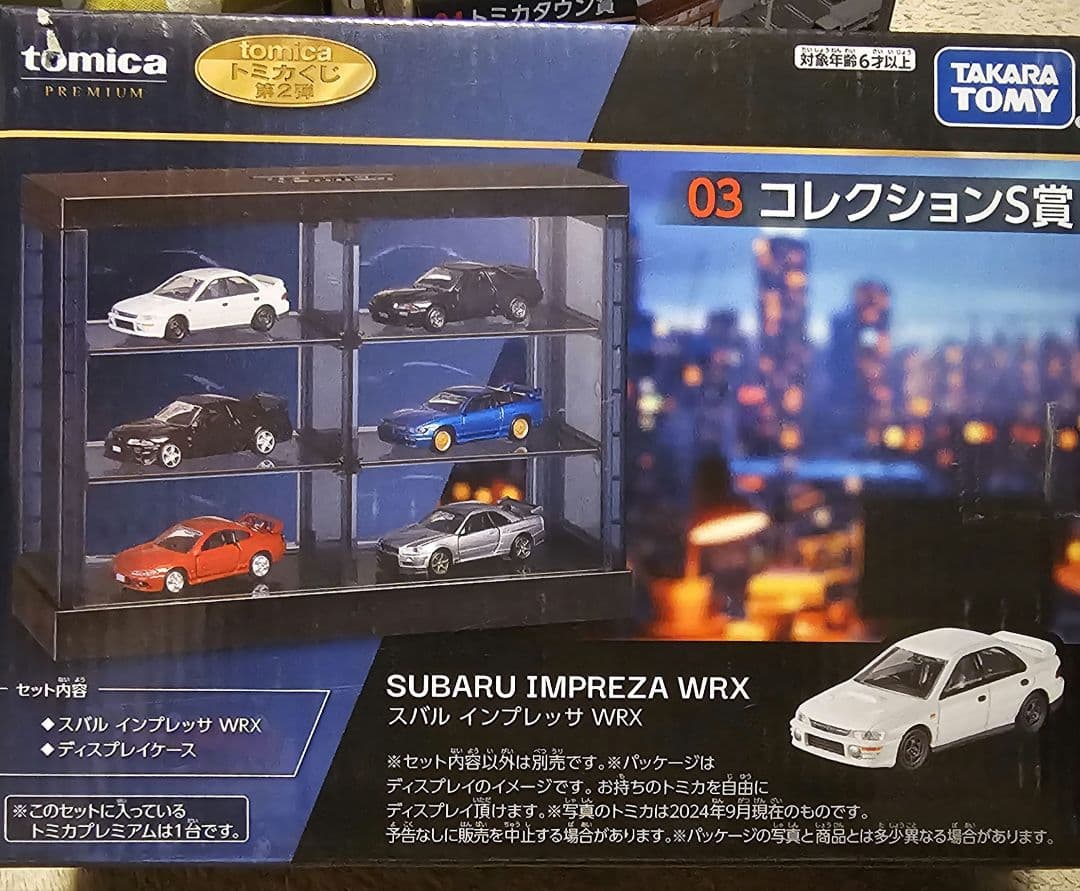 04 トミカタウン賞
tomica
PREMIUM
tomica
トミカくじ
第2弾
対象年齢6才以上
TAKARA
TOMY
03 コレクションS賞
セット内容
◆スバル インプレッサ WRX
◆ディスプレイケース
※このセットに入っている
トミカプレミアムは1台です。
SUBARU IMPREZA WRX
スバル インプレッサ WRX
※セット内容以外は別売です。※パッケージは
ディスプレイのイメージです。お持ちのトミカを自由に
ディスプレイ頂けます。※写真のトミカは2024年9月現在のものです。
予告なしに販売を中止する場合があります。※パッケージの写真と商品とは多少異なる場合があります。